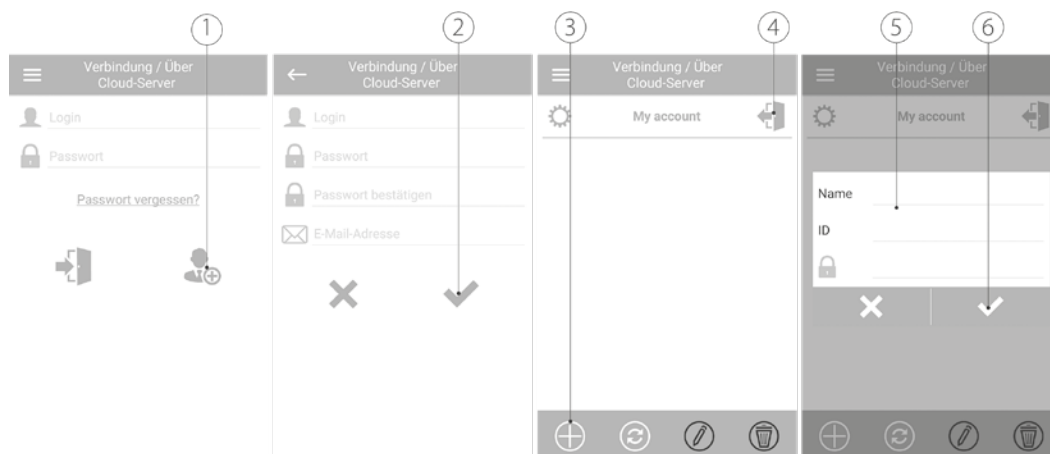 1
2
3
4
5
6
Verbindung / Über
Cloud-Server
Login
Passwort
Passwort vergessen?
Verbindung / Über
Cloud-Server
Login
Passwort
Passwort bestätigen
E-Mail-Adresse
Verbindung / Über
Cloud-Server
My account
Verbindung / Über
Cloud-Server
My account
Name
ID